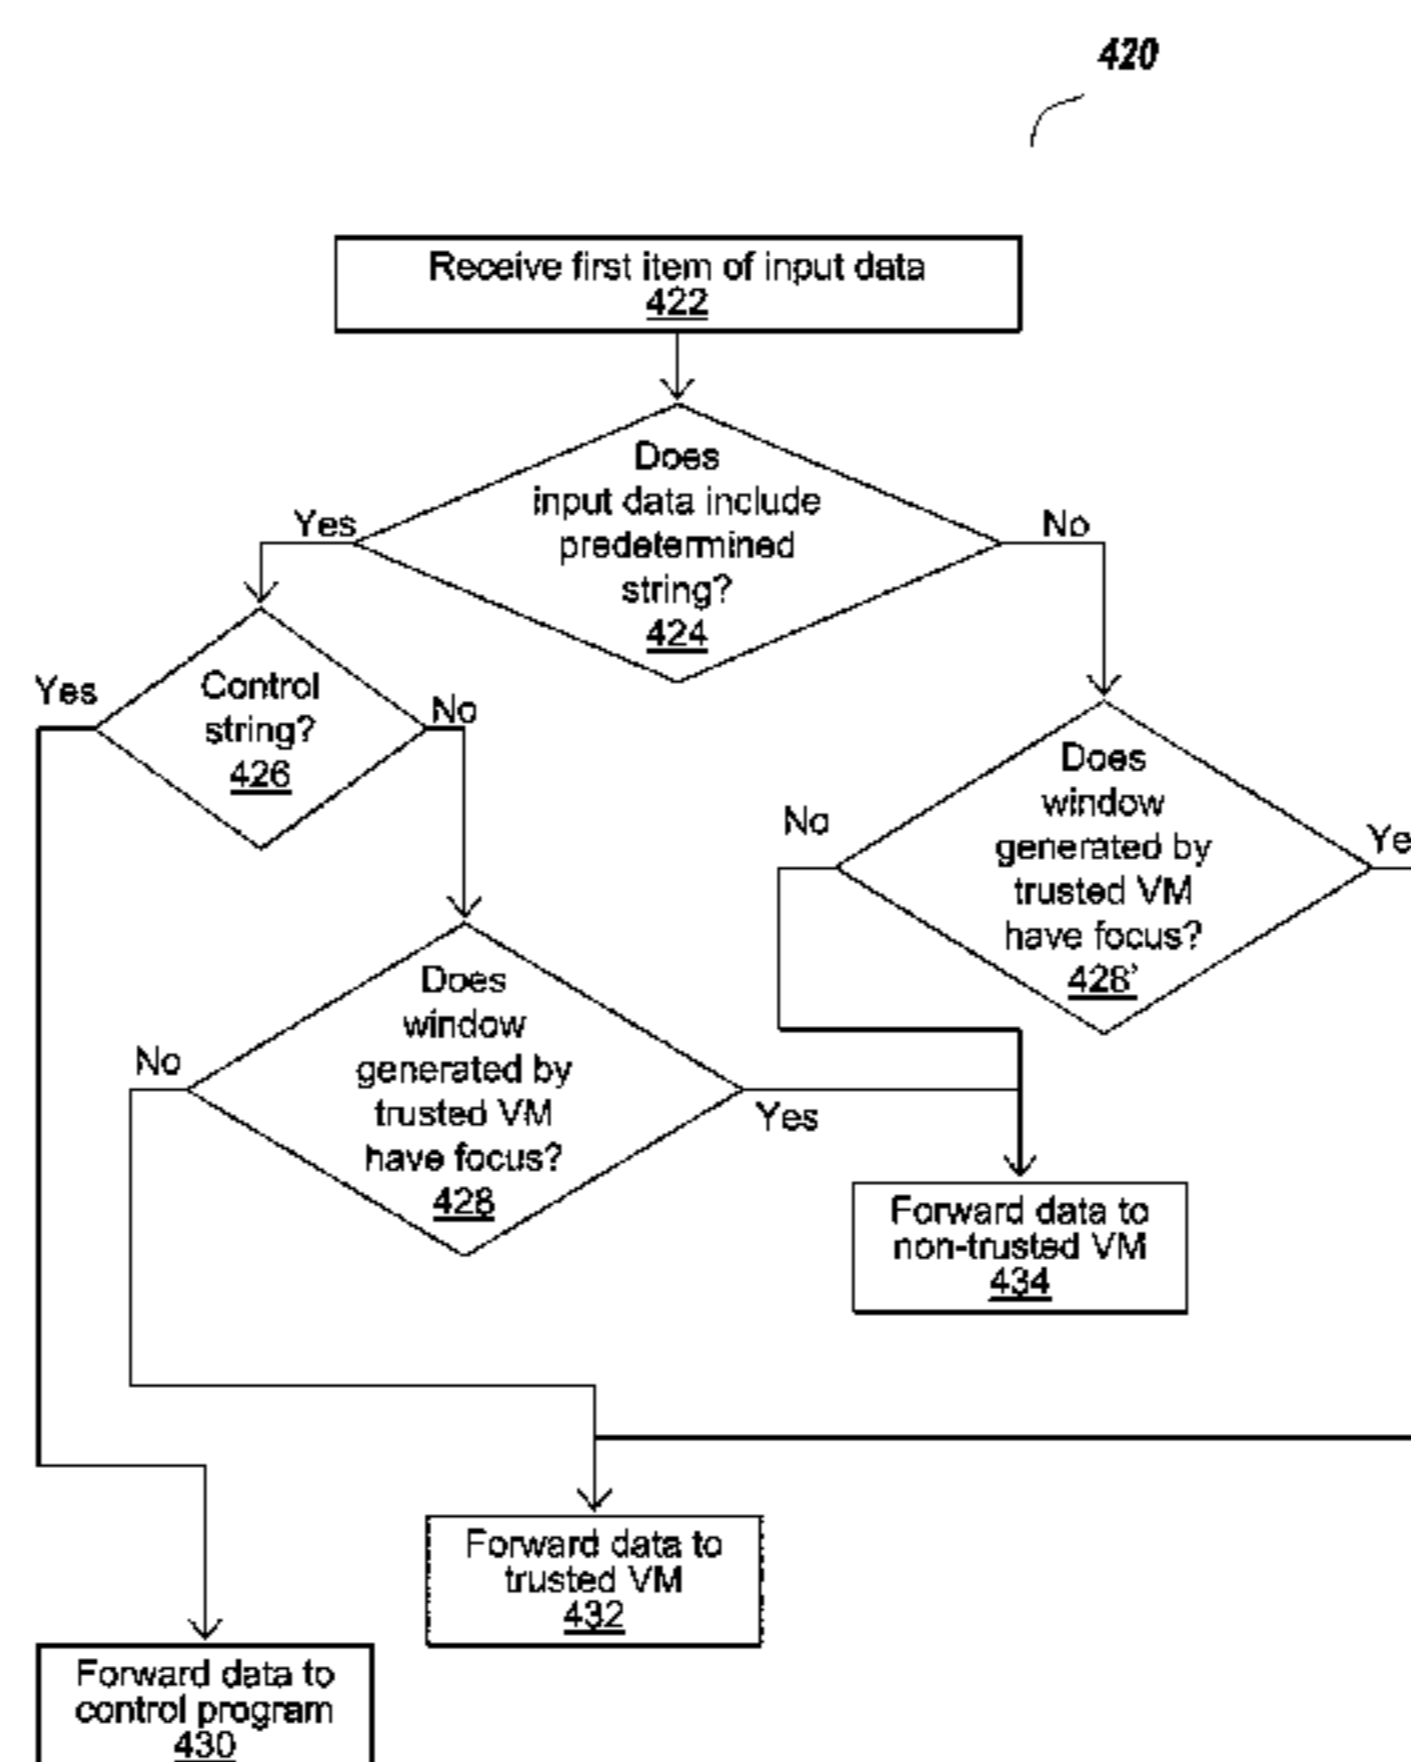 420
Receive first item of input data
422
Does
input data include
predetermined
string?
424
Yes
No
Control
string?
426
Yes
No
Does
window
generated by
trusted VM
have focus?
428'
No
Ye
Does
window
generated by
trusted VM
have focus?
428
No
Yes
Forward data to
non-trusted VM
434
Forward data to
trusted VM
432
Forward data to
control program
430